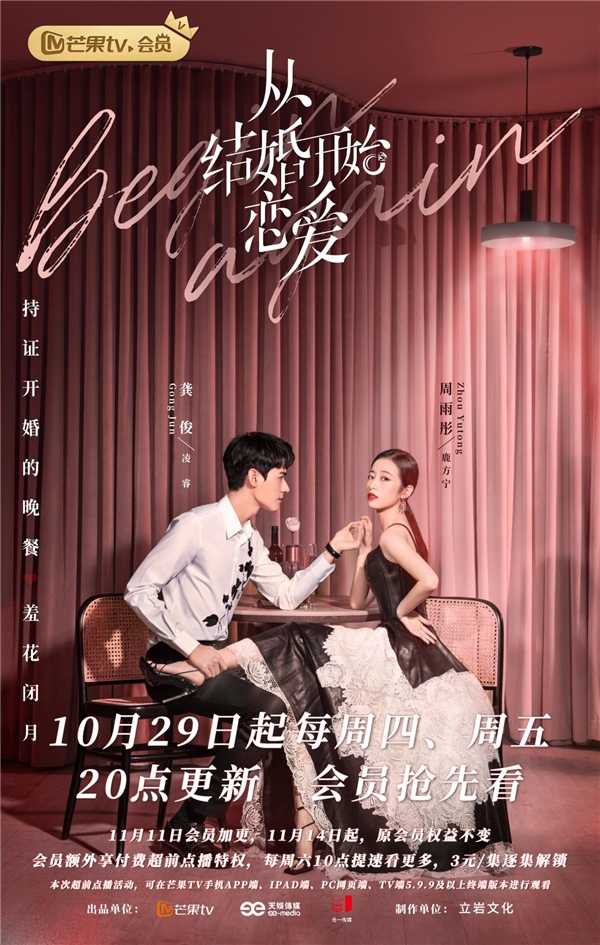 芒果tv 会员
V
从
结婚开始
恋爱
Begin
again
持证开婚的晚餐
羞花闭月
龚俊／凌睿
Gong Jun
Zhou Yutong
周雨彤／鹿方宁
10月29日起每周四、周五
20点更新 会员抢先看
11月11日会员加更，11月14日起，原会员权益不变
会员额外享付费超前点播特权，每周六10点提速看更多，3元/集逐集解锁
本次超前点播活动，可在芒果TV手机APP端、IPAD端、PC网页端、TV端5.9.9及以上终端版本进行观看
出品单位： 芒果tv 天娱傳媒 ee-media 元一传媒 制作单位： 立岩文化